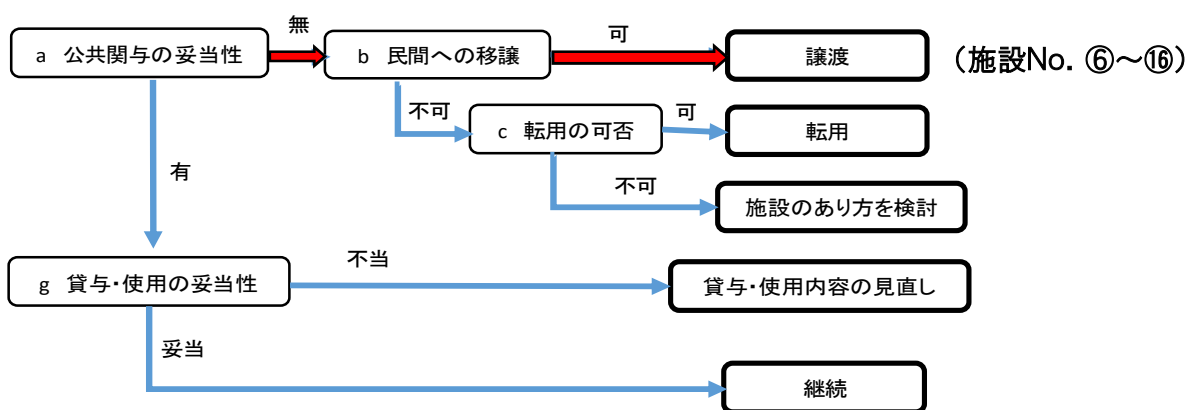 無
可
a 公共関与の妥当性
b 民間への移譲
譲渡
(施設No. ⑥~⑯)
不可
可
c 転用の可否
転用
有
不可
施設のあり方を検討
不当
g 貸与・使用の妥当性
貸与・使用内容の見直し
妥当
継続